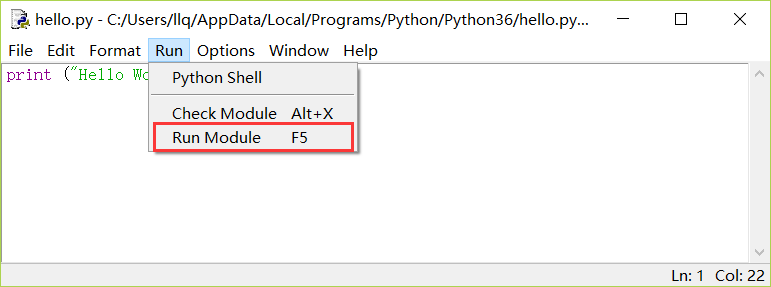 hello.py - C:/Users/llq/AppData/Local/Programs/Python/Python36/hello.py...
File Edit Format Run Options Window Help
print ("Hello
Python Shell
Check Module Alt+X
Run Module F5
Ln: 1 Col: 22